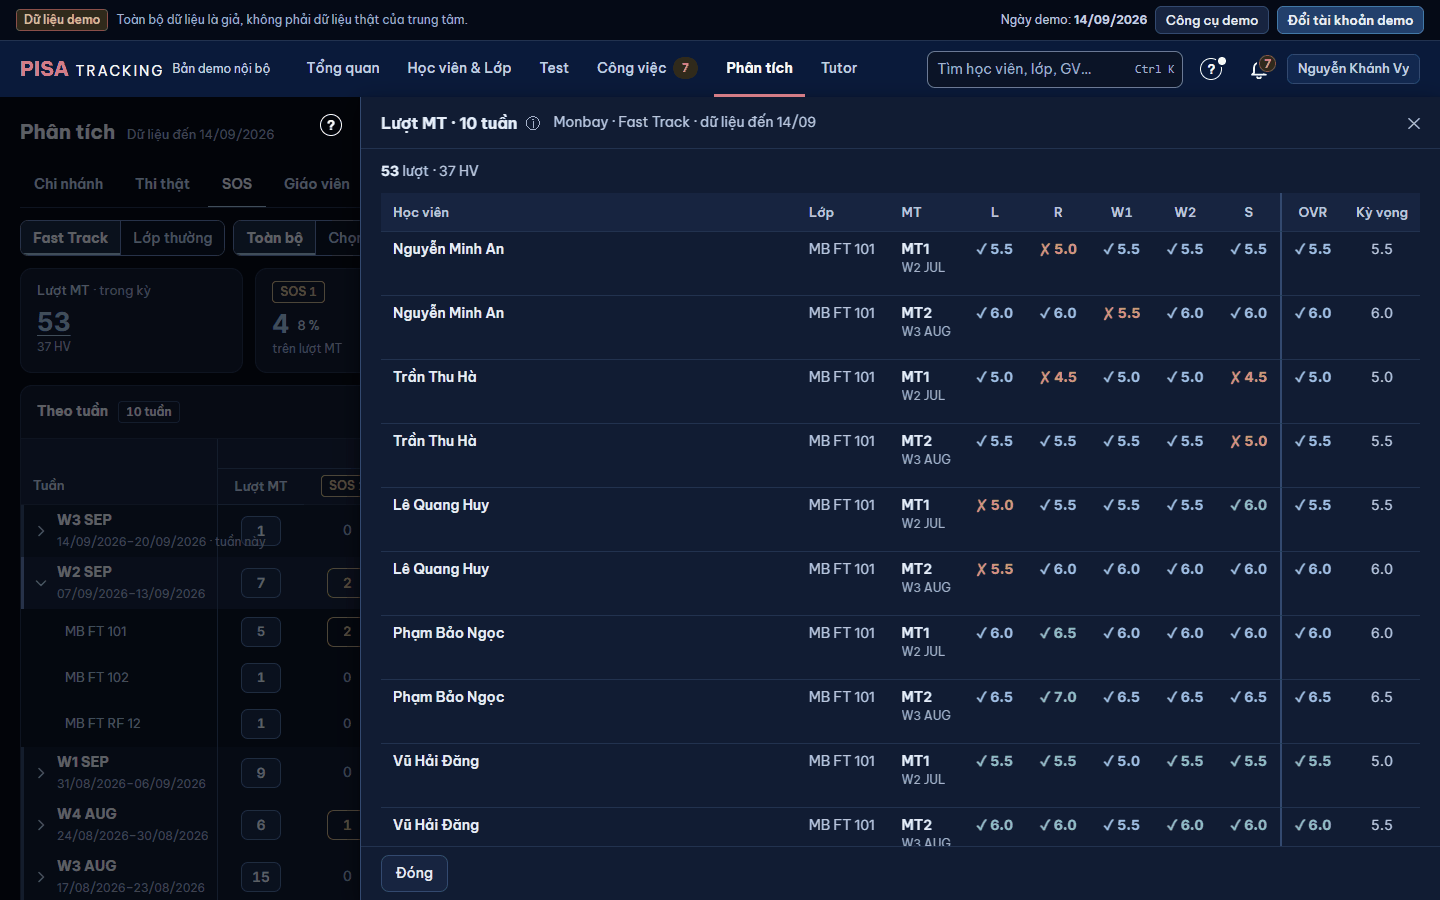 Dữ liệu demo Toàn bộ dữ liệu là giả, không phải dữ liệu thật của trung tâm. Ngày demo: 14/09/2026 Công cụ demo Đổi tài khoản demo
PISA TRACKING Bản demo nội bộ Tổng quan Học viên & Lớp Test Công việc 7 Phân tích Tutor Tìm học viên, lớp, GV... Ctrl K ? 7 Nguyễn Khánh Vy
Phân tích Dữ liệu đến 14/09/2026 ?
Chi nhánh Thi thật SOS Giáo viên
Fast Track Lớp thường Toàn bộ Chọn
Lượt MT · trong kỳ
53
37 HV
SOS 1
4 8 %
trên lượt MT
Theo tuần 10 tuần
Tuần Lượt MT SOS
W3 SEP 1 0
14/09/2026–20/09/2026 · tuần này
W2 SEP 7 2
07/09/2026–13/09/2026
MB FT 101 5 2
MB FT 102 1 0
MB FT RF 12 1 0
W1 SEP 9 0
31/08/2026–06/09/2026
W4 AUG 6 1
24/08/2026–30/08/2026
W3 AUG 15 0
17/08/2026–23/08/2026
Lượt MT · 10 tuần Monbay · Fast Track · dữ liệu đến 14/09
53 lượt · 37 HV
Học viên Lớp MT L R W1 W2 S OVR Kỳ vọng
Nguyễn Minh An MB FT 101 MT1 ✓ 5.5 ✗ 5.0 ✓ 5.5 ✓ 5.5 ✓ 5.5 ✓ 5.5 5.5
W2 JUL
Nguyễn Minh An MB FT 101 MT2 ✓ 6.0 ✓ 6.0 ✗ 5.5 ✓ 6.0 ✓ 6.0 ✓ 6.0 6.0
W3 AUG
Trần Thu Hà MB FT 101 MT1 ✓ 5.0 ✗ 4.5 ✓ 5.0 ✓ 5.0 ✗ 4.5 ✓ 5.0 5.0
W2 JUL
Trần Thu Hà MB FT 101 MT2 ✓ 5.5 ✓ 5.5 ✓ 5.5 ✓ 5.5 ✗ 5.0 ✓ 5.5 5.5
W3 AUG
Lê Quang Huy MB FT 101 MT1 ✗ 5.0 ✓ 5.5 ✓ 5.5 ✓ 5.5 ✓ 6.0 ✓ 5.5 5.5
W2 JUL
Lê Quang Huy MB FT 101 MT2 ✗ 5.5 ✓ 6.0 ✓ 6.0 ✓ 6.0 ✓ 6.0 ✓ 6.0 6.0
W3 AUG
Phạm Bảo Ngọc MB FT 101 MT1 ✓ 6.0 ✓ 6.5 ✓ 6.0 ✓ 6.0 ✓ 6.0 ✓ 6.0 6.0
W2 JUL
Phạm Bảo Ngọc MB FT 101 MT2 ✓ 6.5 ✓ 7.0 ✓ 6.5 ✓ 6.5 ✓ 6.5 ✓ 6.5 6.5
W3 AUG
Vũ Hải Đăng MB FT 101 MT1 ✓ 5.5 ✓ 5.5 ✓ 5.0 ✓ 5.5 ✓ 5.5 ✓ 5.5 5.0
W2 JUL
Vũ Hải Đăng MB FT 101 MT2 ✓ 6.0 ✓ 6.0 ✓ 5.5 ✓ 6.0 ✓ 6.0 ✓ 6.0 5.5
W3 AUG
Đóng